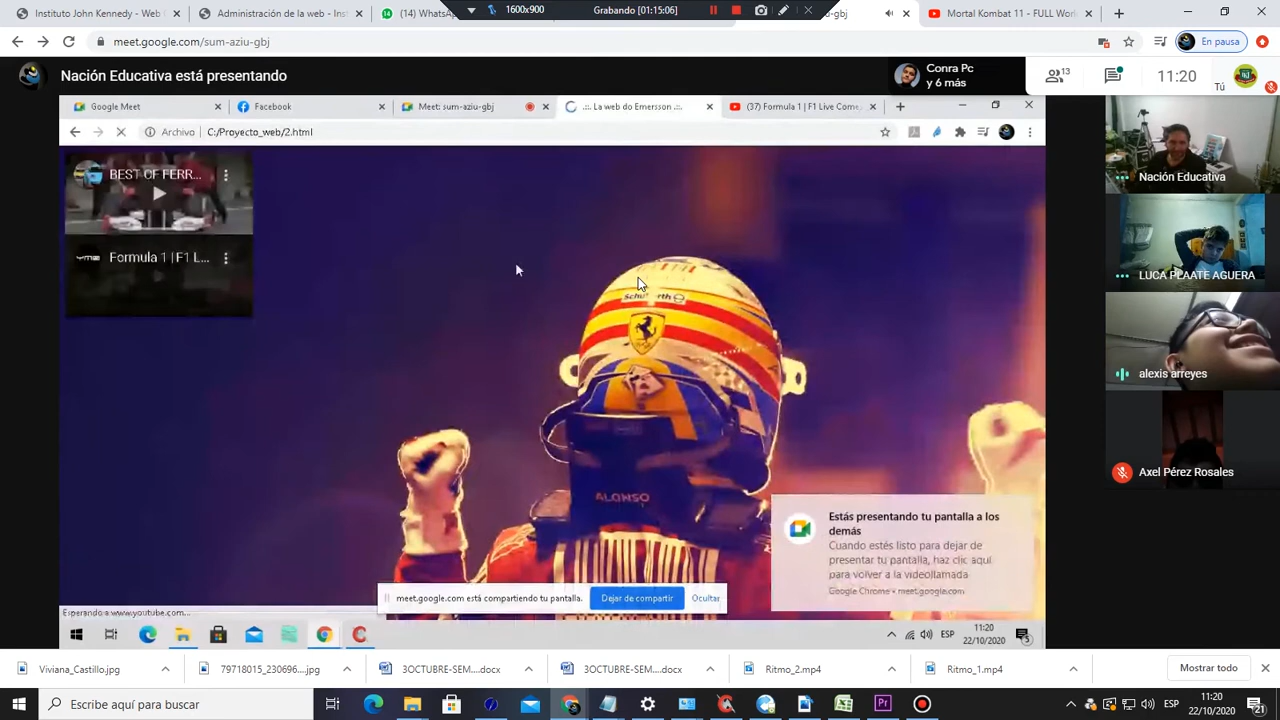 Instituto John Kennedy - Web
Administración de la web - Inst
(14) WhatsA
1600x900
Grabando [01:15:06]
-gbj
Mortal Kombat 11 - FULL Worl
meet.google.com/sum-aziu-gbj
En pausa
Nación Educativa está presentando
Conra Pc
y 6 más
13
11:20
Tú
Google Meet
Facebook
Meet: sum-aziu-gbj
.::. La web do Emersson .::.
(37) Formula 1 | F1 Live Come
Archivo
C:/Proyecto_web/2.html
BEST OF FERR...
Formula 1 | F1 L...
Schuberth
ALONSO
Nación Educativa
LUCA PLAATE AGUERA
alexis arreyes
Axel Pérez Rosales
Estás presentando tu pantalla a los
demás
Cuando estés listo para dejar de
presentar tu pantalla, haz clic aquí
para volver a la videollamada
Google Chrome • meet.google.com
meet.google.com está compartiendo tu pantalla.
Dejar de compartir
Ocultar
Esperando a www.youtube.com...
ESP
11:20
22/10/2020
5
Viviana_Castillo.jpg
79718015_230696....jpg
3OCTUBRE-SEM....docx
3OCTUBRE-SEM....docx
Ritmo_2.mp4
Ritmo_1.mp4
Mostrar todo
Escribe aquí para buscar
ESP
11:20
22/10/2020
21